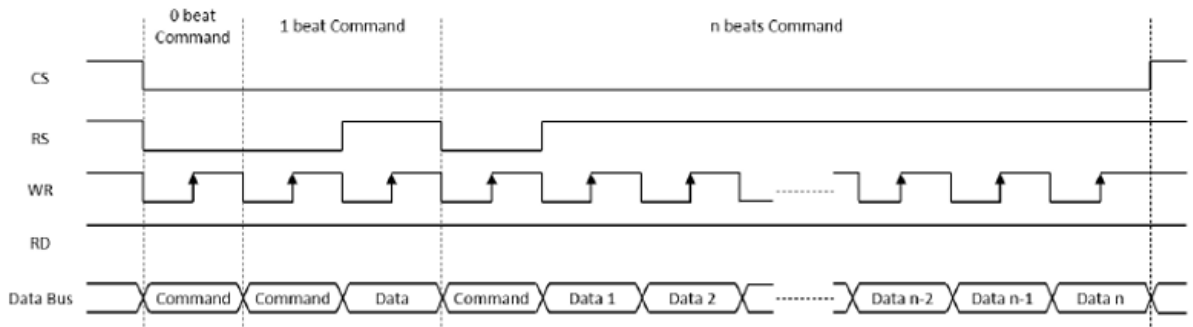 0 beat
Command
1 beat Command
n beats Command
CS
RS
WR
RD
Data Bus
Command
Command
Data
Command
Data 1
Data 2
Data n-2
Data n-1
Data n